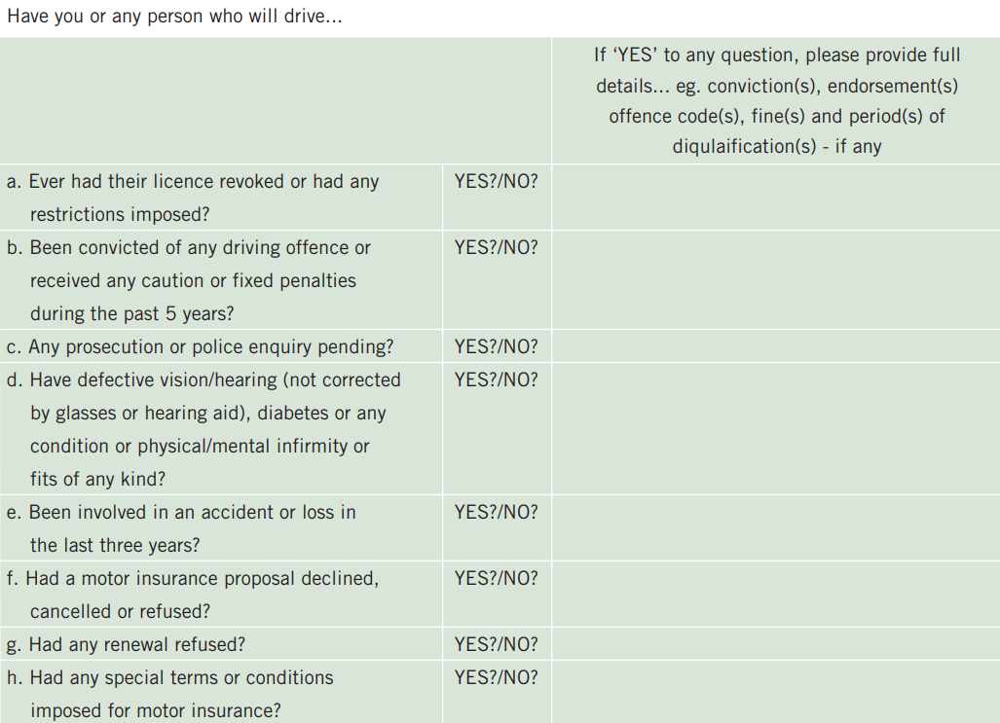 Have you or any person who will drive...
If ‘YES’ to any question, please provide full
details... eg. conviction(s), endorsement(s)
offence code(s), fine(s) and period(s) of
diqulaification(s) - if any
a. Ever had their licence revoked or had any
restrictions imposed?
YES?/NO?
b. Been convicted of any driving offence or
received any caution or fixed penalties
during the past 5 years?
YES?/NO?
c. Any prosecution or police enquiry pending?
YES?/NO?
d. Have defective vision/hearing (not corrected
by glasses or hearing aid), diabetes or any
condition or physical/mental infirmity or
fits of any kind?
YES?/NO?
e. Been involved in an accident or loss in
the last three years?
YES?/NO?
f. Had a motor insurance proposal declined,
cancelled or refused?
YES?/NO?
g. Had any renewal refused?
YES?/NO?
h. Had any special terms or conditions
imposed for motor insurance?
YES?/NO?